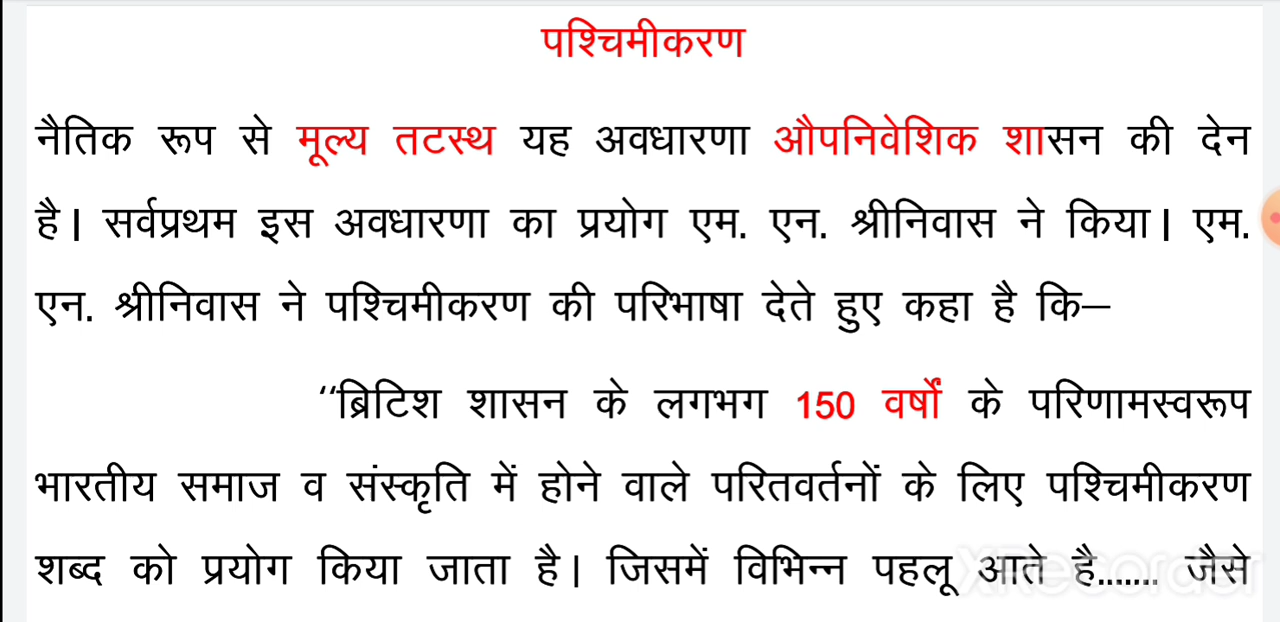 पश्चिमीकरण
नैतिक रूप से मूल्य तटस्थ यह अवधारणा औपनिवेशिक शासन की देन
है। सर्वप्रथम इस अवधारणा का प्रयोग एम. एन. श्रीनिवास ने किया। एम.
एन. श्रीनिवास ने पश्चिमीकरण की परिभाषा देते हुए कहा है कि–
‘‘ब्रिटिश शासन के लगभग 150 वर्षों के परिणामस्वरूप
भारतीय समाज व संस्कृति में होने वाले परितवर्तनों के लिए पश्चिमीकरण
शब्द को प्रयोग किया जाता है। जिसमें विभिन्न पहलू आते है....... जैसे
XRecorder